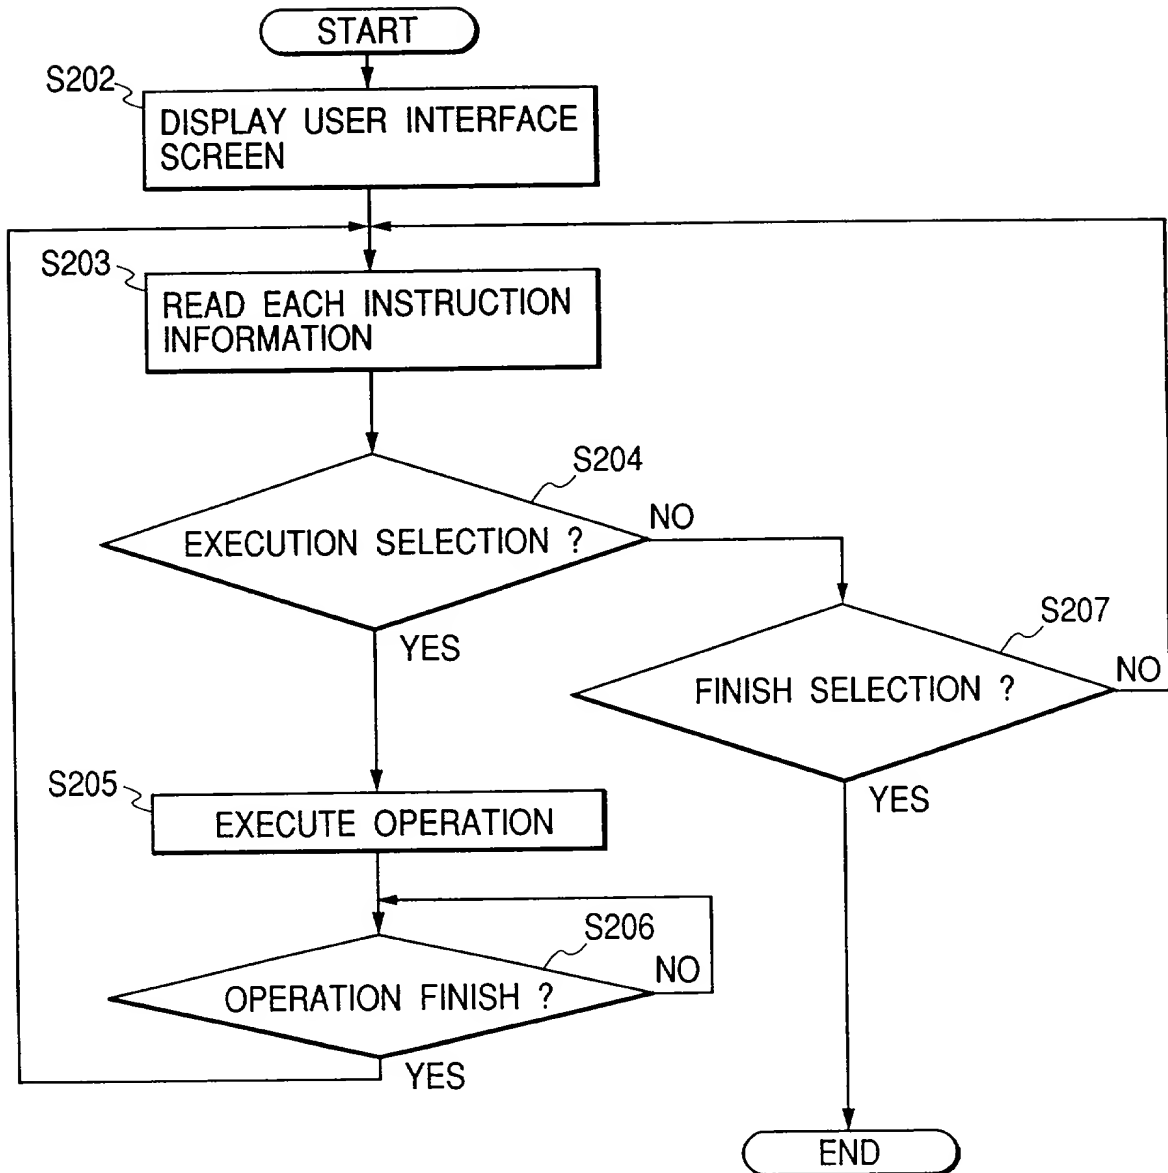 START
S202
DISPLAY USER INTERFACE
SCREEN
S203
READ EACH INSTRUCTION
INFORMATION
S204
EXECUTION SELECTION ?
NO
YES
S207
FINISH SELECTION ?
NO
YES
S205
EXECUTE OPERATION
S206
OPERATION FINISH ?
NO
YES
END